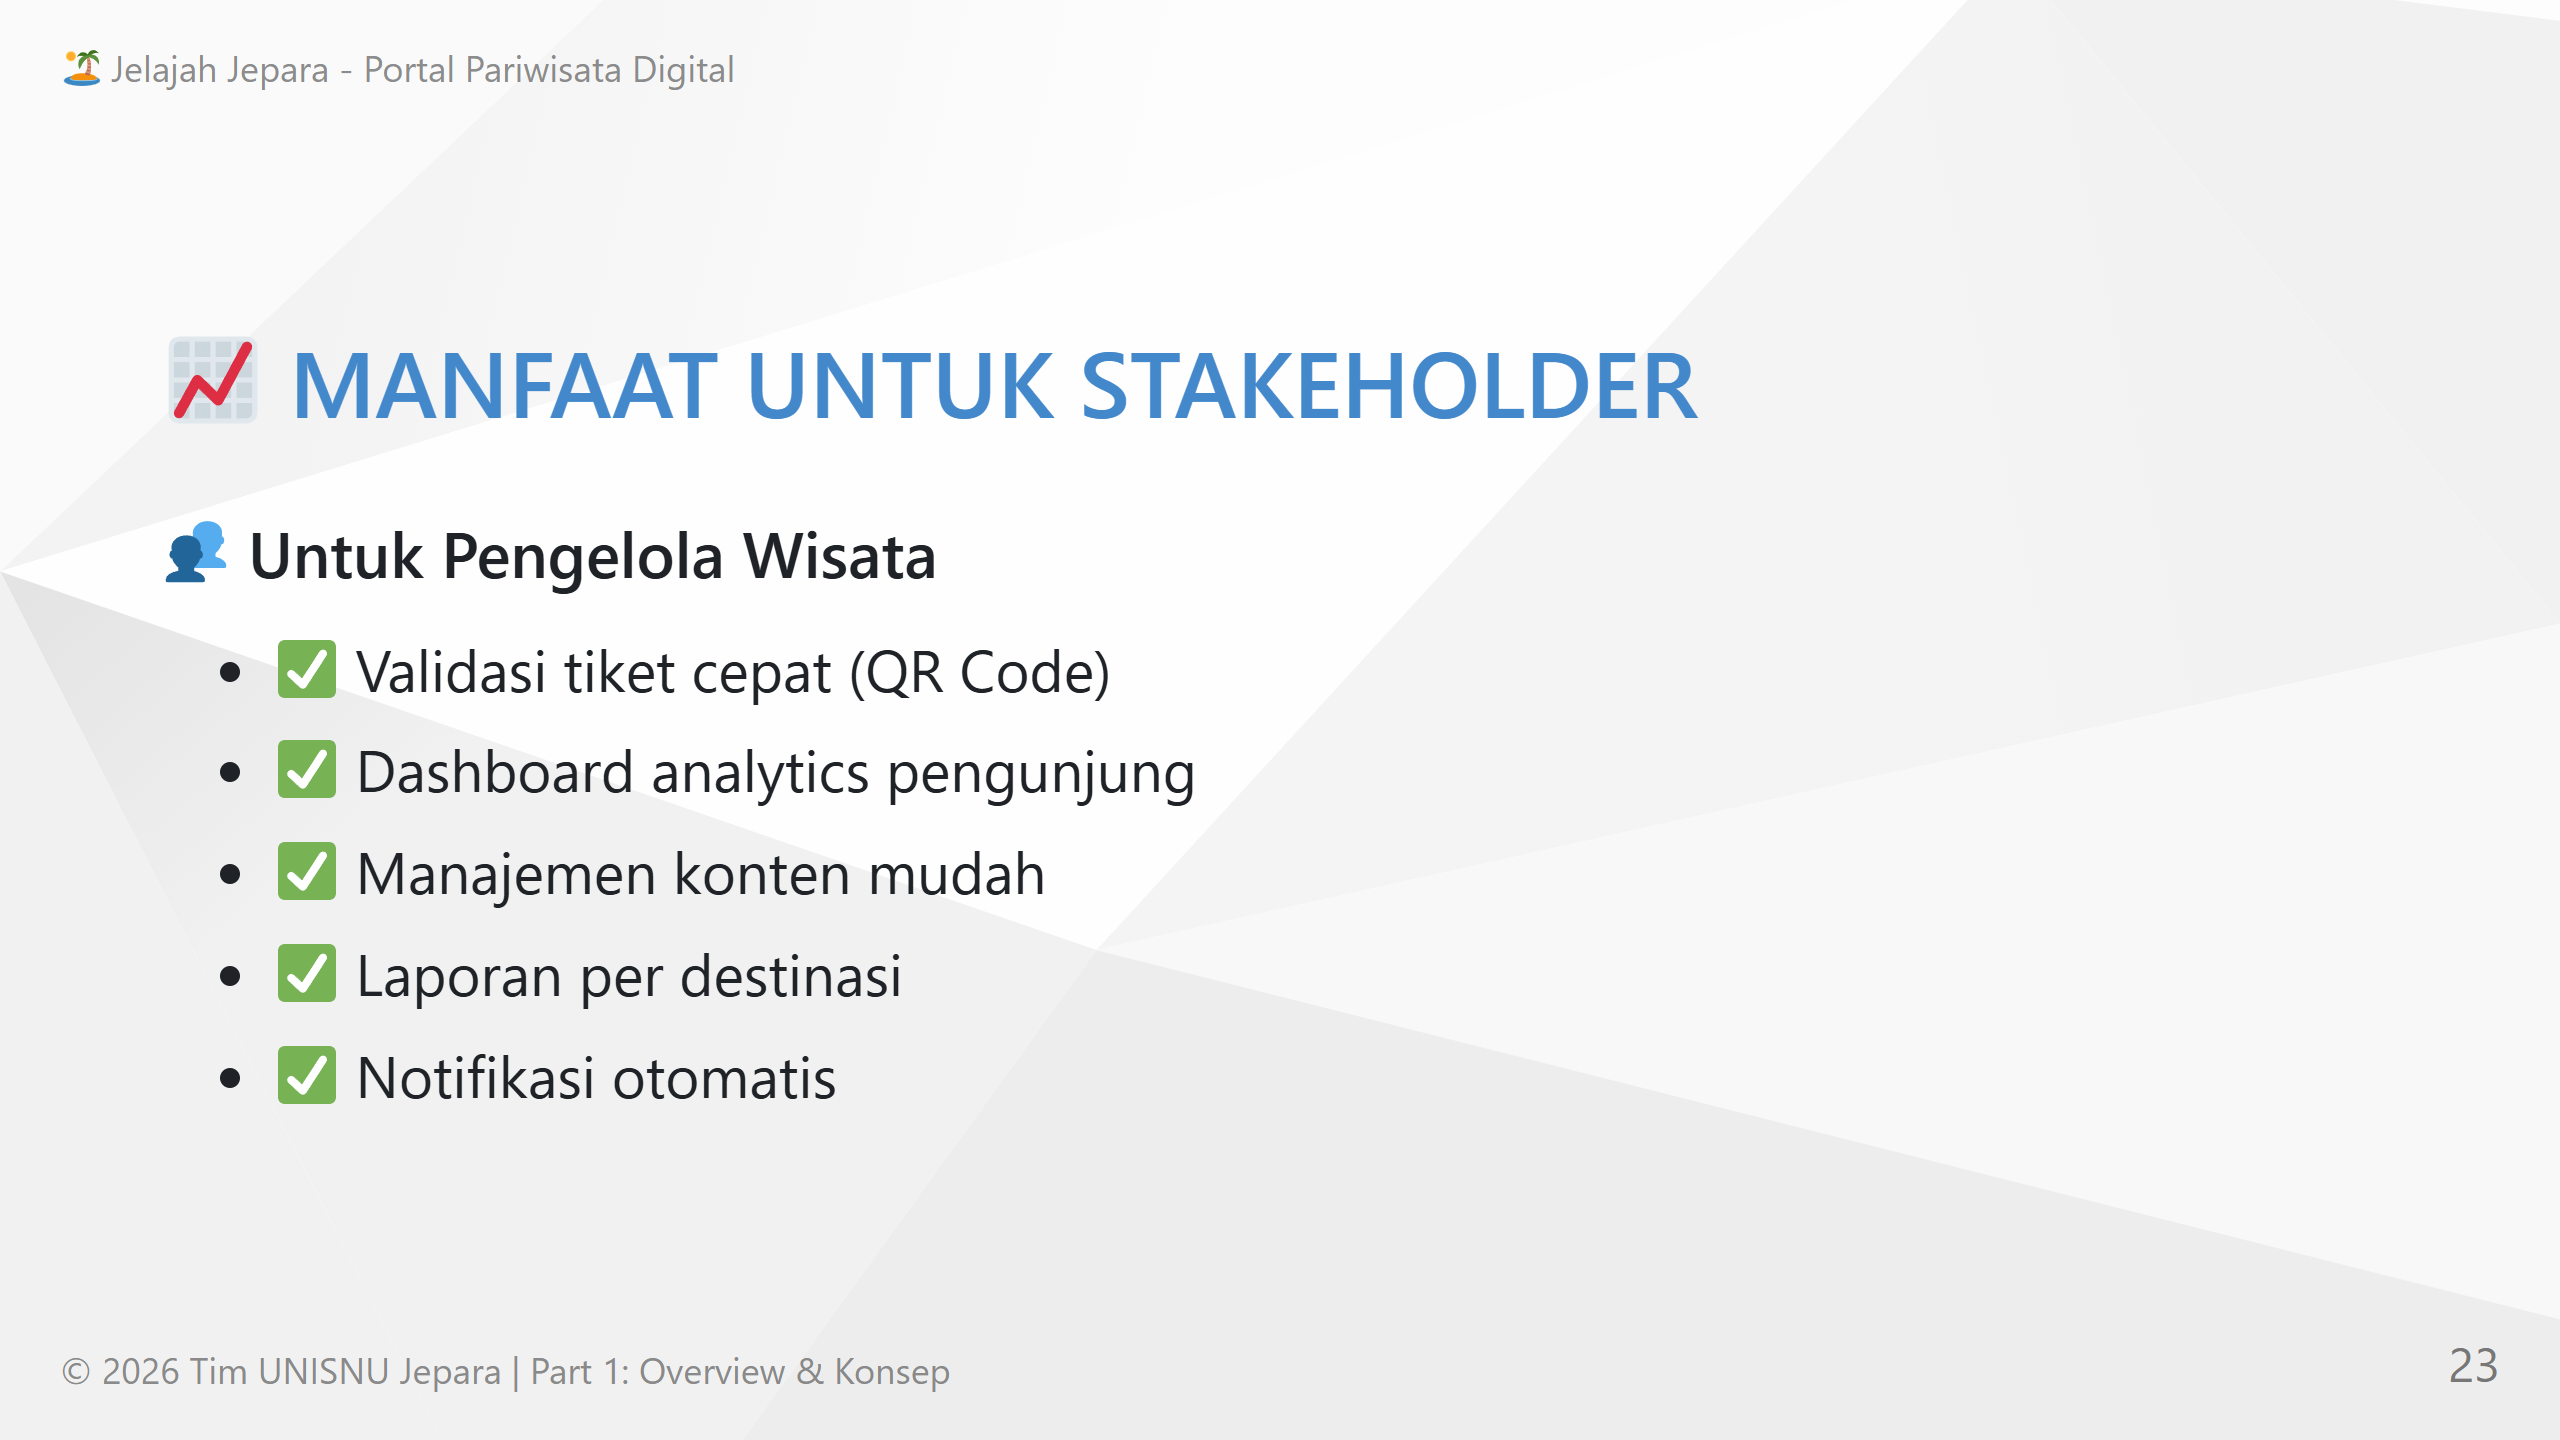 🏝️ Jelajah Jepara - Portal Pariwisata Digital
📈 MANFAAT UNTUK STAKEHOLDER
👥 Untuk Pengelola Wisata
• ✅ Validasi tiket cepat (QR Code)
• ✅ Dashboard analytics pengunjung
• ✅ Manajemen konten mudah
• ✅ Laporan per destinasi
• ✅ Notifikasi otomatis
© 2026 Tim UNISNU Jepara | Part 1: Overview & Konsep
23